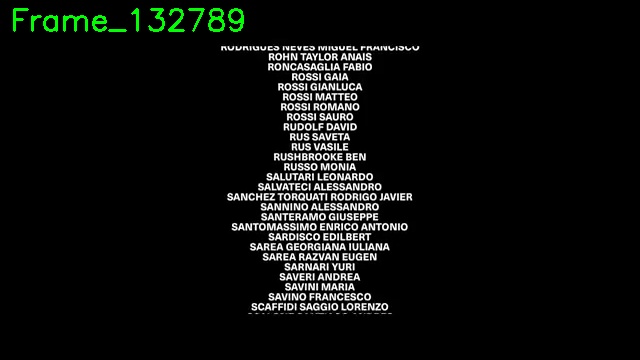 Frame_132789
RODRIGUES NEVES MIGUEL FRANCISCO
ROHN TAYLOR ANAIS
RONCASAGLIA FABIO
ROSSI GAIA
ROSSI GIANLUCA
ROSSI MATTEO
ROSSI ROMANO
ROSSI SAURO
RUDOLF DAVID
RUS SAVETA
RUS VASILE
RUSHBROOKE BEN
RUSSO MONIA
SALUTARI LEONARDO
SALVATECI ALESSANDRO
SANCHEZ TORQUATI RODRIGO JAVIER
SANNINO ALESSANDRO
SANTERAMO GIUSEPPE
SANTOMASSIMO ENRICO ANTONIO
SARDISCO EDILBERT
SAREA GEORGIANA IULIANA
SAREA RAZVAN EUGEN
SARNARI YURI
SAVERI ANDREA
SAVINI MARIA
SAVINO FRANCESCO
SCAFFIDI SAGGIO LORENZO